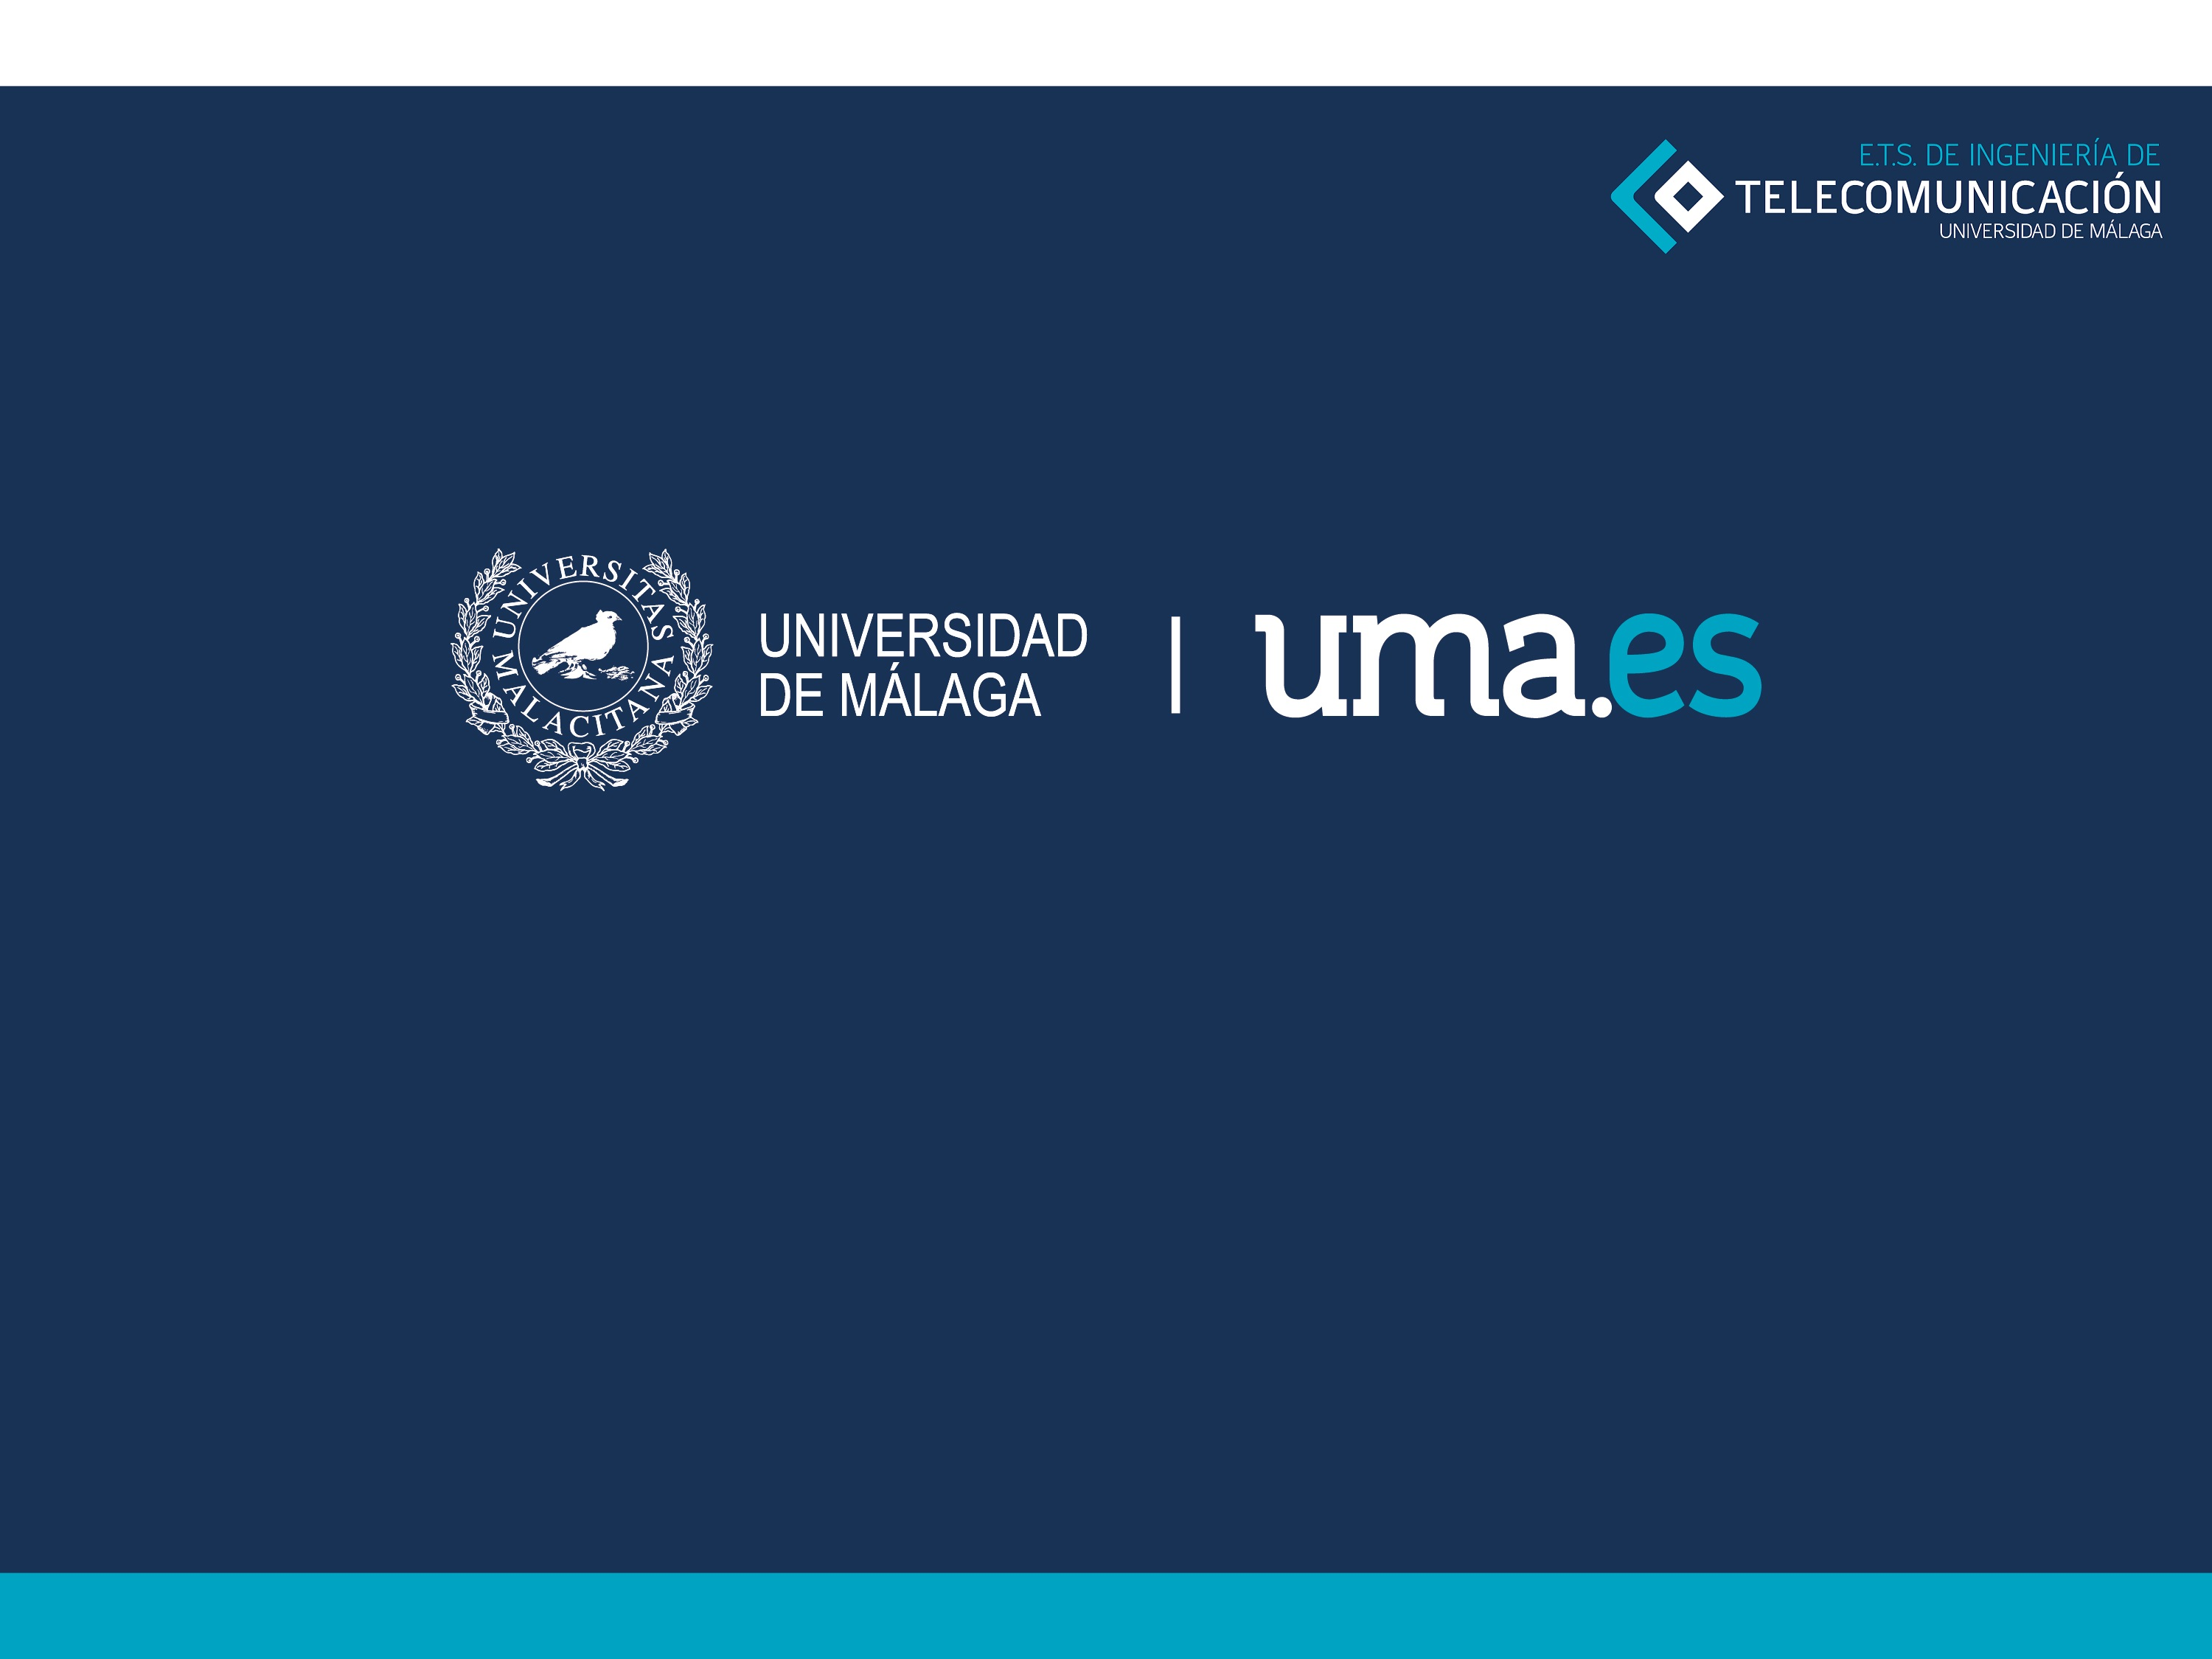 E.T.S. DE INGENIERÍA DE
TELECOMUNICACIÓN
UNIVERSIDAD DE MÁLAGA
UNIVERSITAS MALACITANA
UNIVERSIDAD
DE MÁLAGA
uma.es